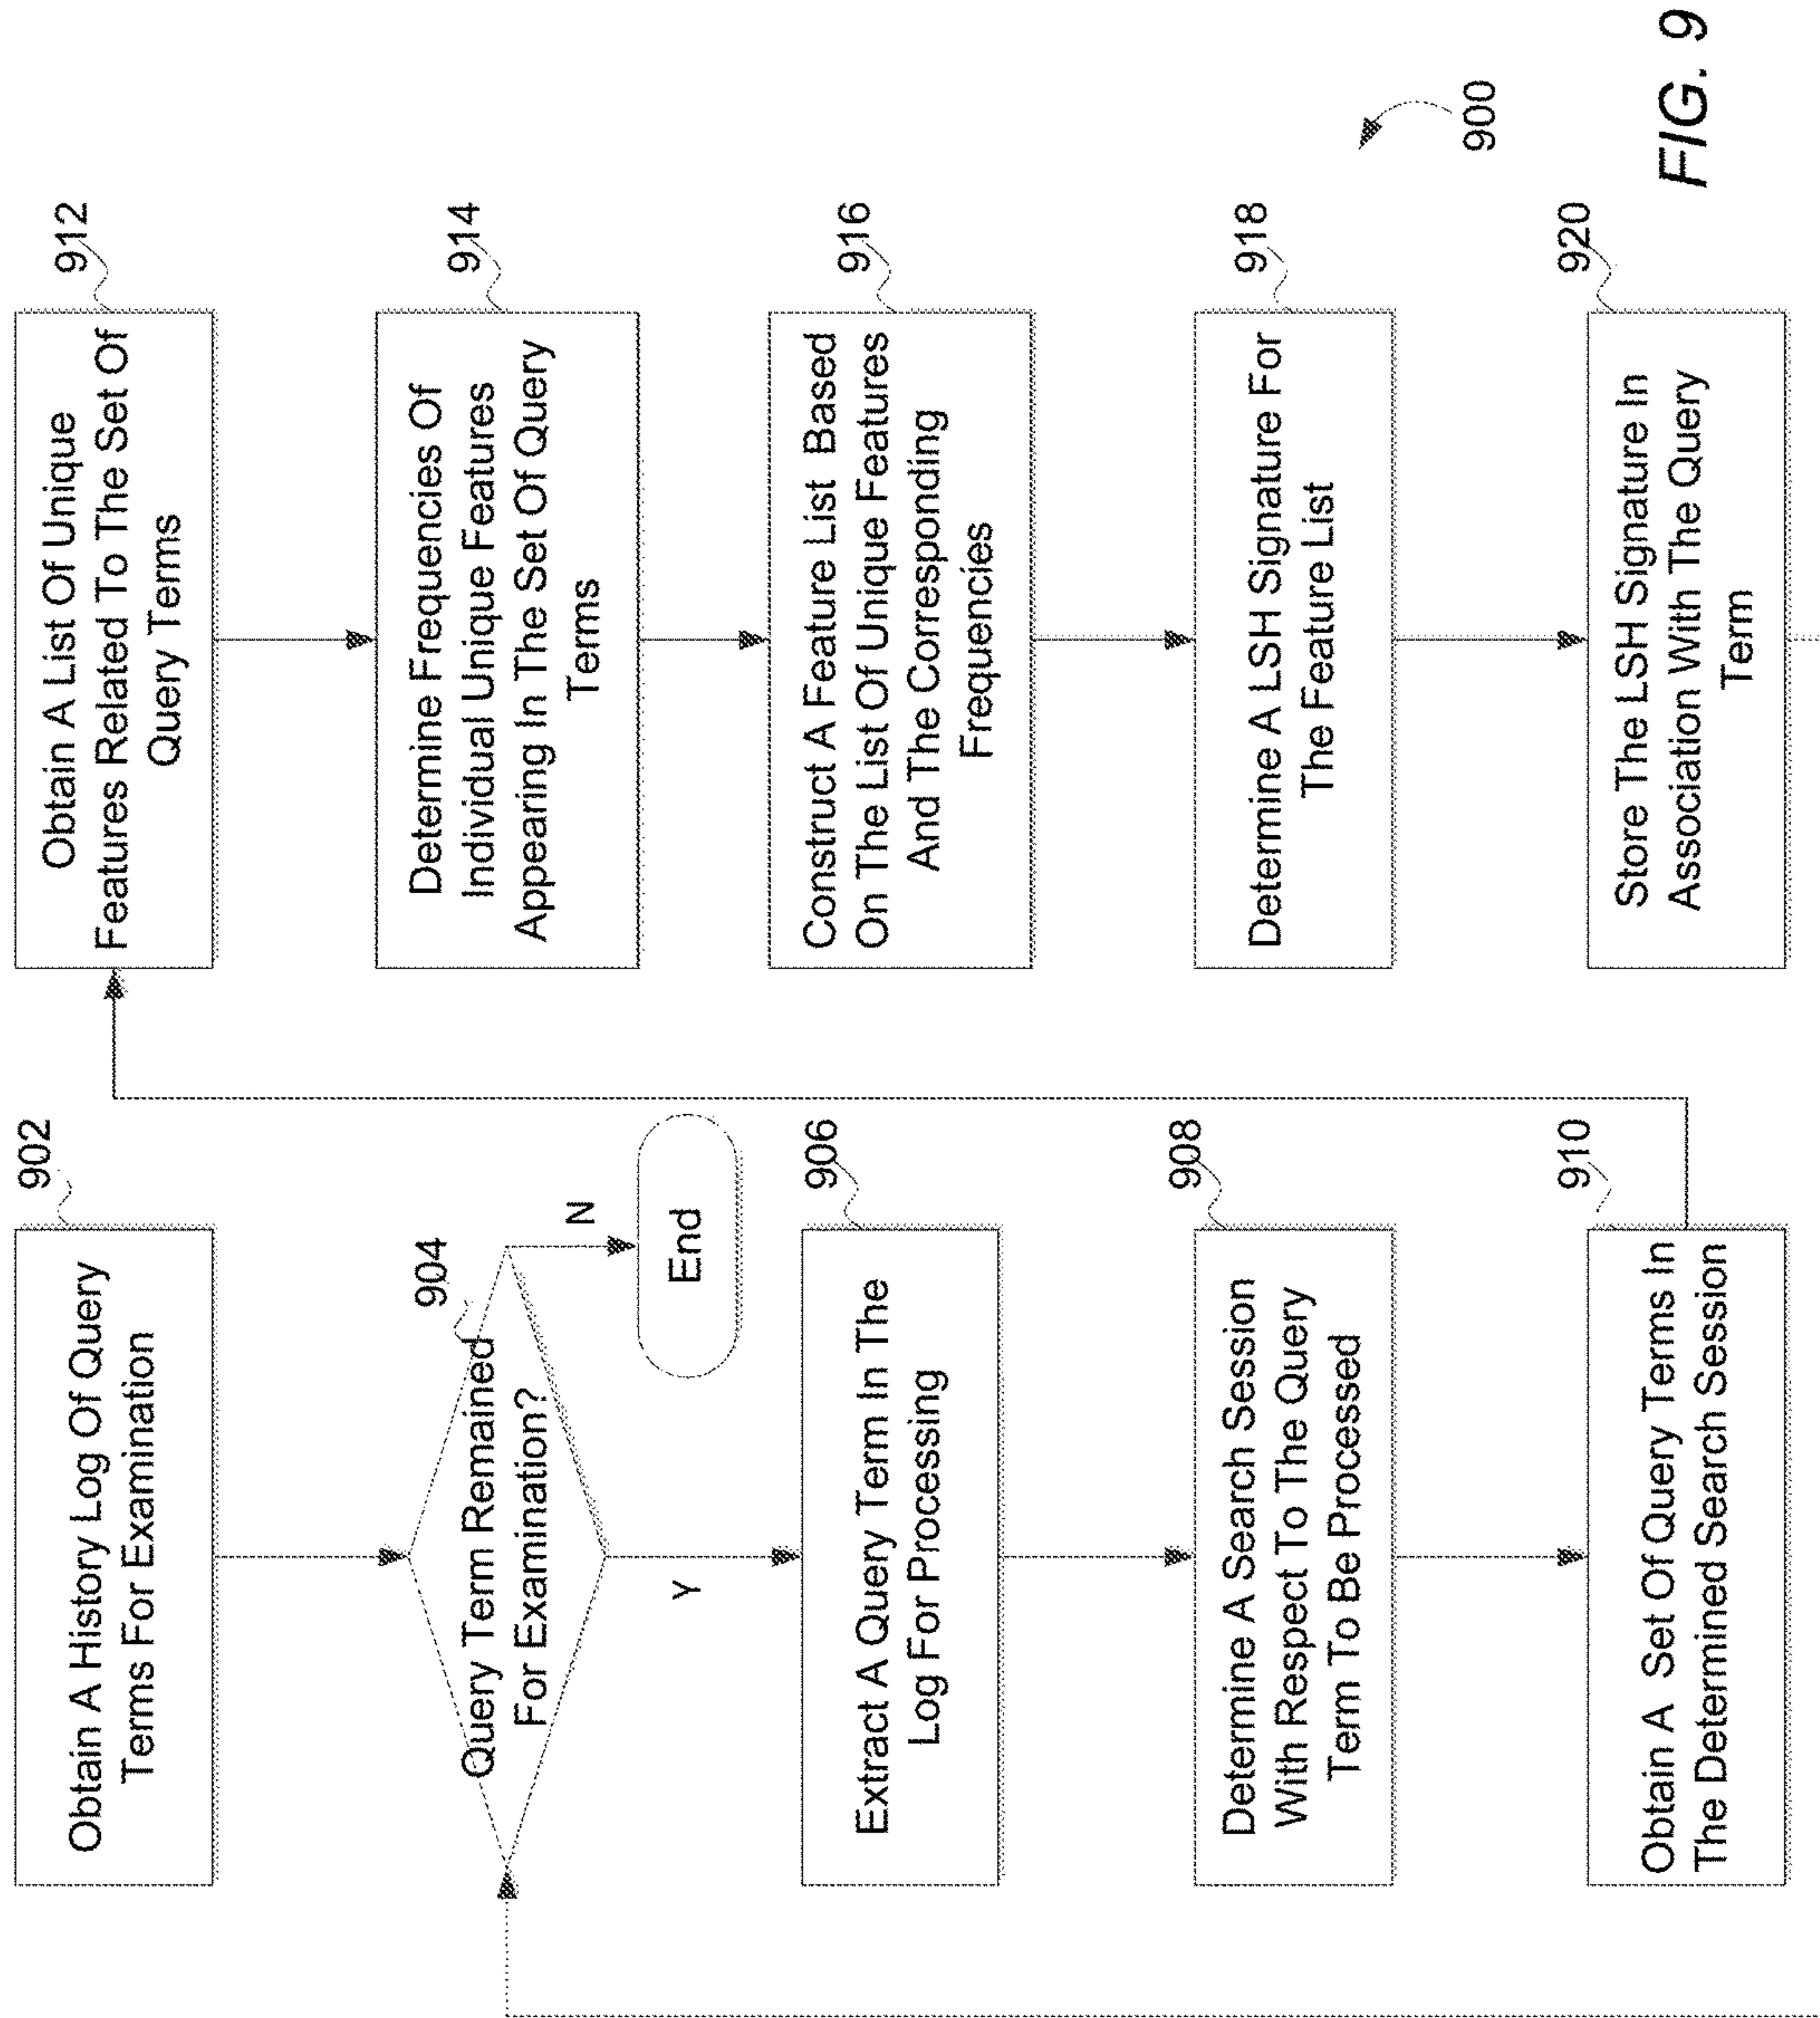 902
Obtain A History Log Of Query
Terms For Examination
904
Query Term Remained
For Examination?
N
End
Y
906
Extract A Query Term In The
Log For Processing
908
Determine A Search Session
With Respect To The Query
Term To Be Processed
910
Obtain A Set Of Query Terms In
The Determined Search Session
912
Obtain A List Of Unique
Features Related To The Set Of
Query Terms
914
Determine Frequencies Of
Individual Unique Features
Appearing In The Set Of Query
Terms
916
Construct A Feature List Based
On The List Of Unique Features
And The Corresponding
Frequencies
918
Determine A LSH Signature For
The Feature List
920
Store The LSH Signature In
Association With The Query
Term
900
FIG. 9